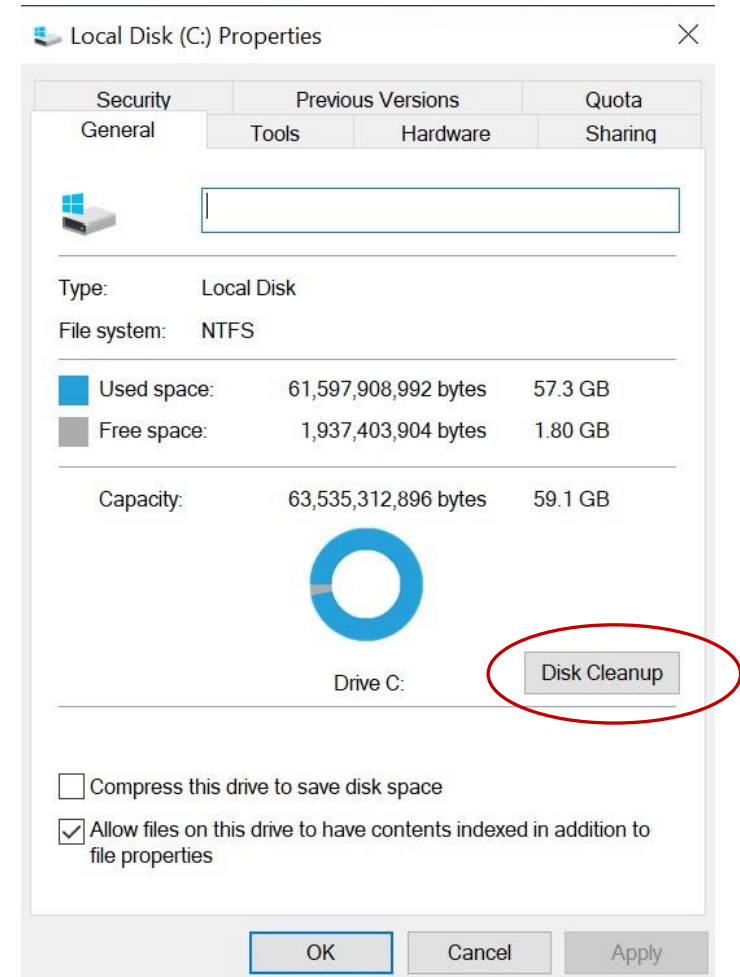 Local Disk (C:) Properties
Security Previous Versions Quota
General Tools Hardware Sharing
Type: Local Disk
File system: NTFS
Used space: 61,597,908,992 bytes 57.3 GB
Free space: 1,937,403,904 bytes 1.80 GB
Capacity: 63,535,312,896 bytes 59.1 GB
Drive C: Disk Cleanup
Compress this drive to save disk space
Allow files on this drive to have contents indexed in addition to
file properties
OK Cancel Apply